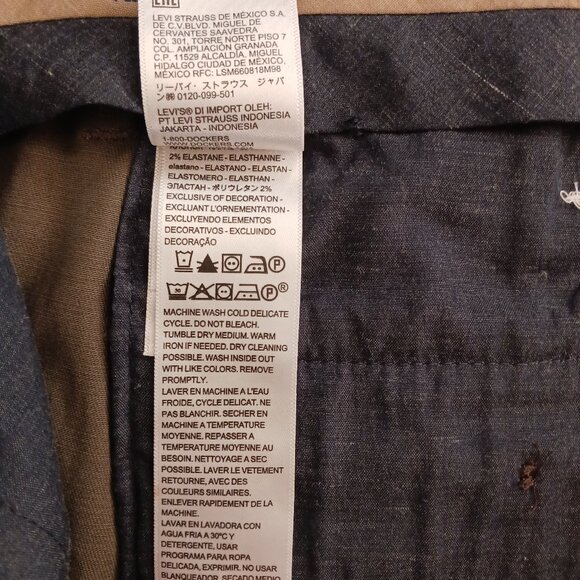 LEVI STRAUSS DE MÉXICO S.A.
DE C.V.BLVD. MIGUEL DE
CERVANTES SAAVEDRA
NO. 301, TORRE NORTE PISO 7
COL. AMPLIACIÓN GRANADA
C.P. 11529 ALCALDÍA. MIGUEL
HIDALGO CIUDAD DE MÉXICO,
MÉXICO RFC: LSM660818M98
リーバイ・ストラウス ジャパ
ン㈱ 0120-099-501
LEVI'S® DI IMPORT OLEH:
PT LEVI STRAUSS INDONESIA
JAKARTA - INDONESIA
1-800-DOCKERS
WWW.DOCKERS.COM
2% ELASTANE - ELASTHANNE -
elastano - ELASTANO - ELASTAN -
ELASTOMERO - ELASTHAN -
ЭЛАСТАН - ポリウレタン 2%
EXCLUSIVE OF DECORATION -
EXCLUANT L'ORNEMENTATION -
EXCLUYENDO ELEMENTOS
DECORATIVOS - EXCLUINDO
DECORAÇÃO
MACHINE WASH COLD DELICATE
CYCLE. DO NOT BLEACH.
TUMBLE DRY MEDIUM. WARM
IRON IF NEEDED. DRY CLEANING
POSSIBLE. WASH INSIDE OUT
WITH LIKE COLORS. REMOVE
PROMPTLY.
LAVER EN MACHINE A L'EAU
FROIDE, CYCLE DELICAT. NE
PAS BLANCHIR. SECHER EN
MACHINE A TEMPERATURE
MOYENNE. REPASSER A
TEMPERATURE MOYENNE AU
BESOIN. NETTOYAGE A SEC
POSSIBLE. LAVER LE VETEMENT
RETOURNE, AVEC DES
COULEURS SIMILAIRES.
ENLEVER RAPIDEMENT DE LA
MACHINE.
LAVAR EN LAVADORA CON
AGUA FRIA A 30ºC Y
DETERGENTE, USAR
PROGRAMA PARA ROPA
DELICADA, EXPRIMIR. NO USAR
BLANQUEADOR. SECADO MEDIO